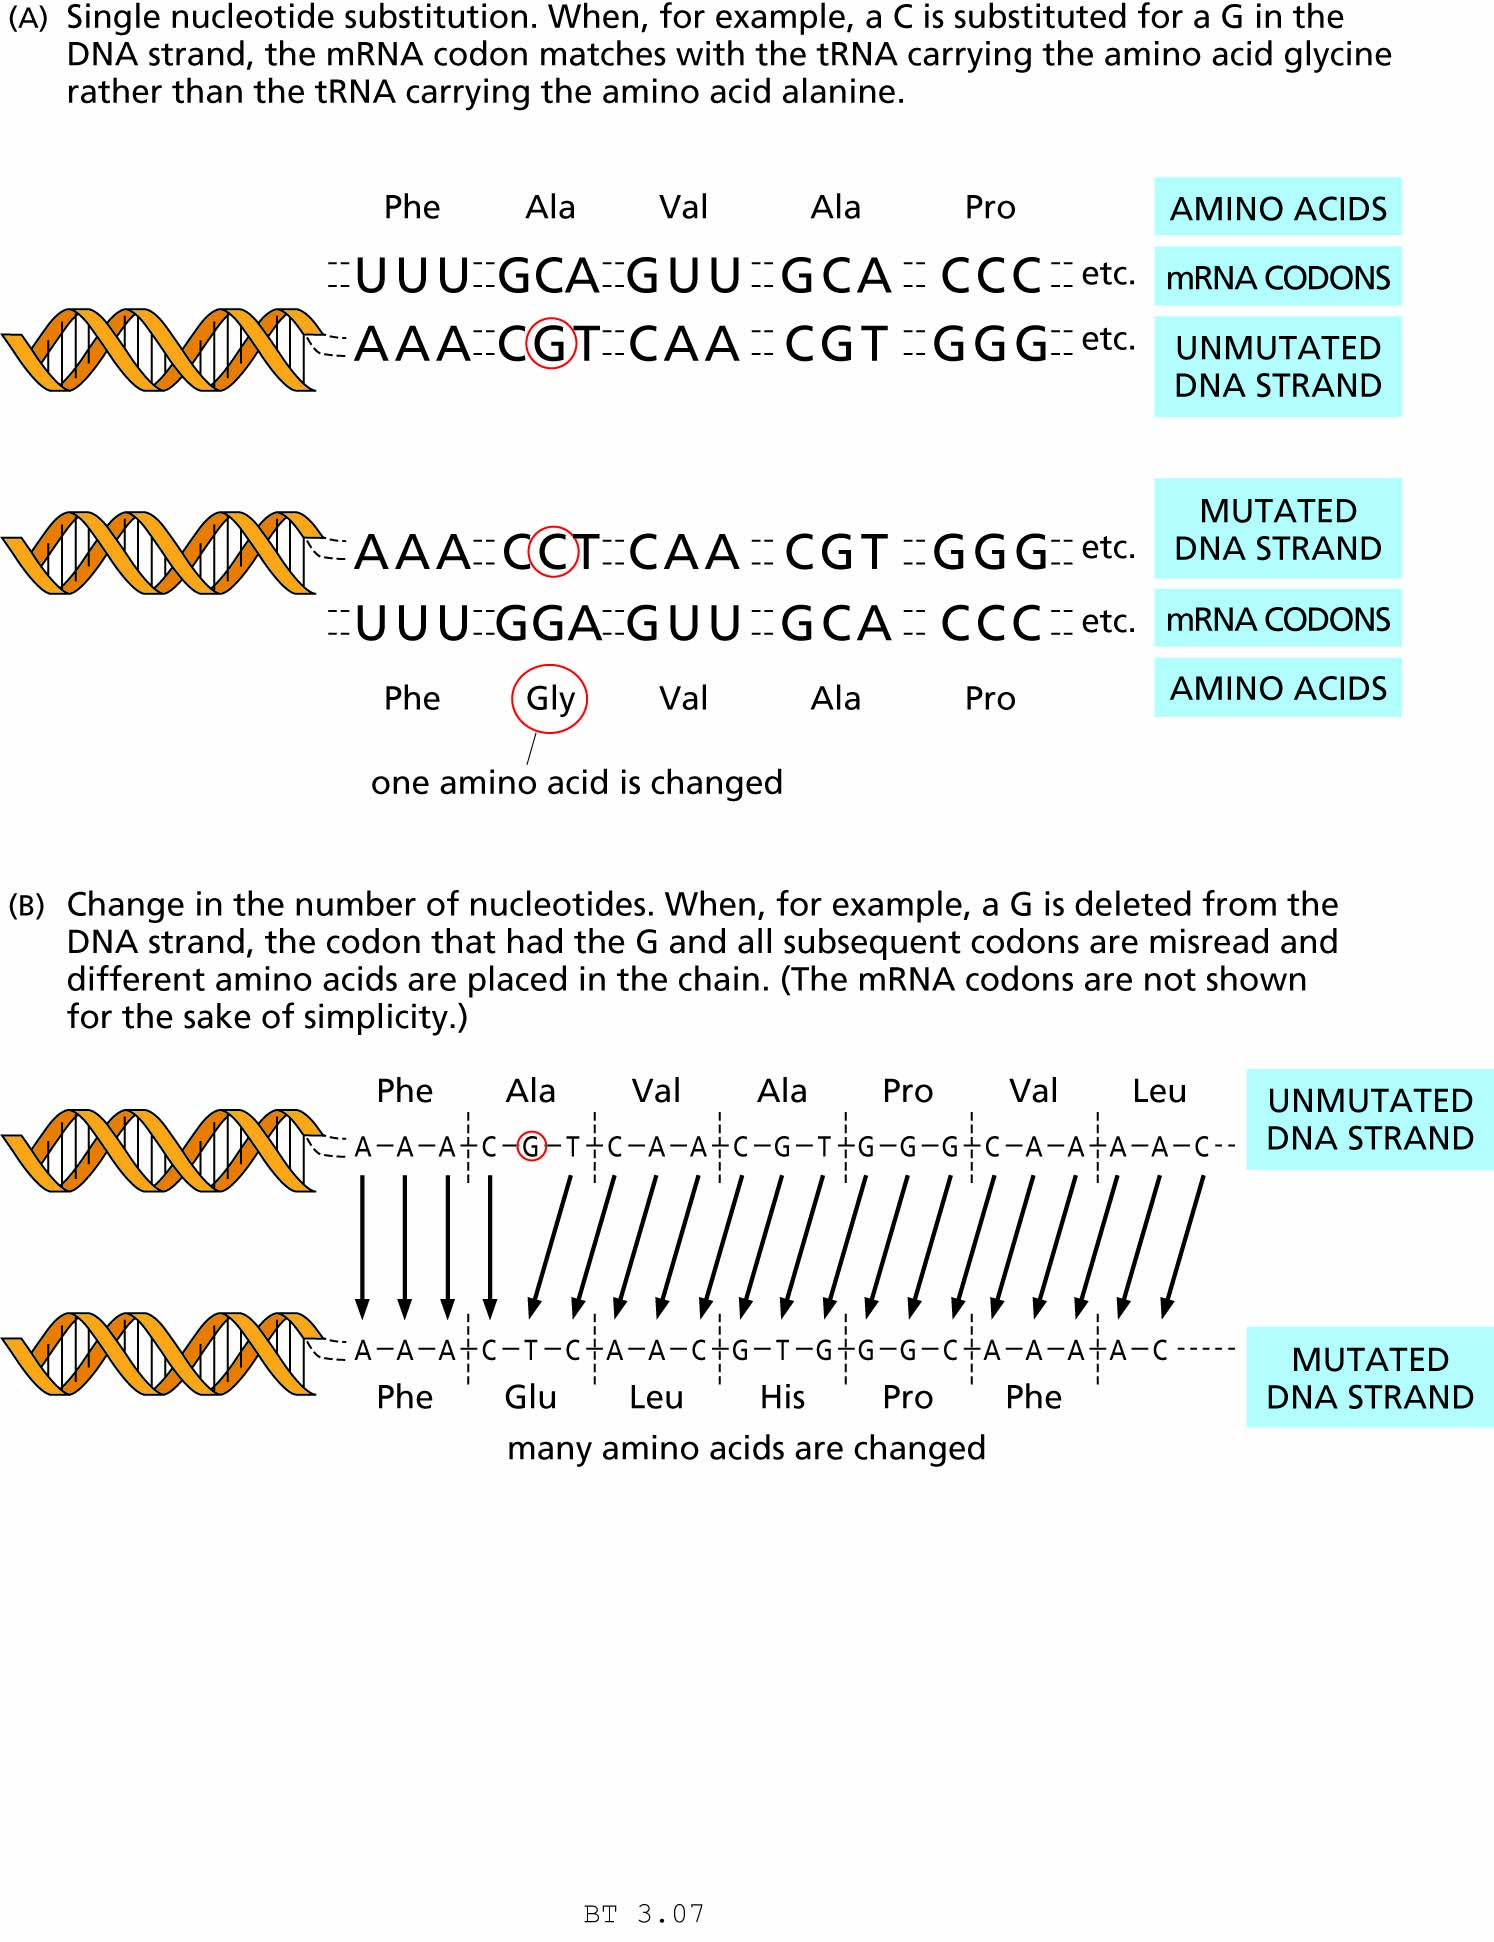 (A) Single nucleotide substitution. When, for example, a C is substituted for a G in the
DNA strand, the mRNA codon matches with the tRNA carrying the amino acid glycine
rather than the tRNA carrying the amino acid alanine.
Phe Ala Val Ala Pro AMINO ACIDS
UUU GCA GUU GCA CCC etc. mRNA CODONS
AAA CGT CAA CGT GGG etc. UNMUTATED
DNA STRAND
MUTATED
AAA CCT CAA CGT GGG etc. DNA STRAND
UUU GGA GUU GCA CCC etc. mRNA CODONS
Phe Gly Val Ala Pro AMINO ACIDS
one amino acid is changed
(B) Change in the number of nucleotides. When, for example, a G is deleted from the
DNA strand, the codon that had the G and all subsequent codons are misread and
different amino acids are placed in the chain. (The mRNA codons are not shown
for the sake of simplicity.)
Phe Ala Val Ala Pro Val Leu UNMUTATED
DNA STRAND
A-A-A-C-G-T-C-A-A-C-G-T-G-G-G-C-A-A-A-A-C
A-A-A-C-T-C-A-A-C-G-T-G-G-G-C-A-A-A-A-C MUTATED
DNA STRAND
Phe Glu Leu His Pro Phe
many amino acids are changed
BT 3.07